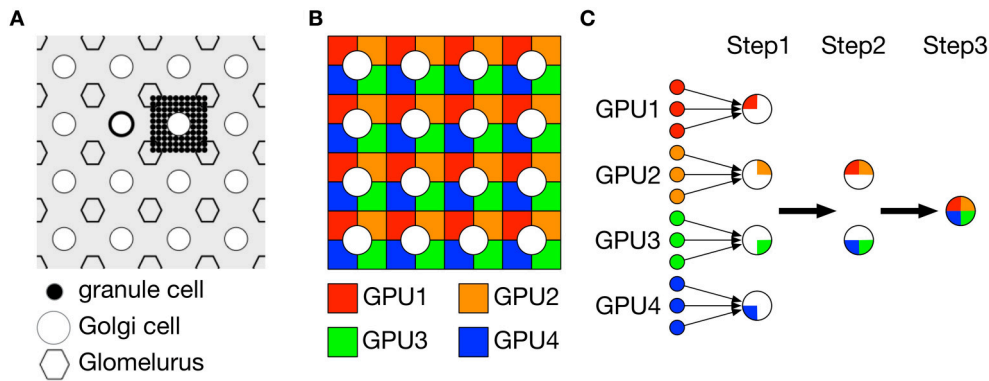 A
granule cell
Golgi cell
Glomelurus
B
GPU1 GPU2
GPU3 GPU4
C
Step1 Step2 Step3
GPU1
GPU2
GPU3
GPU4